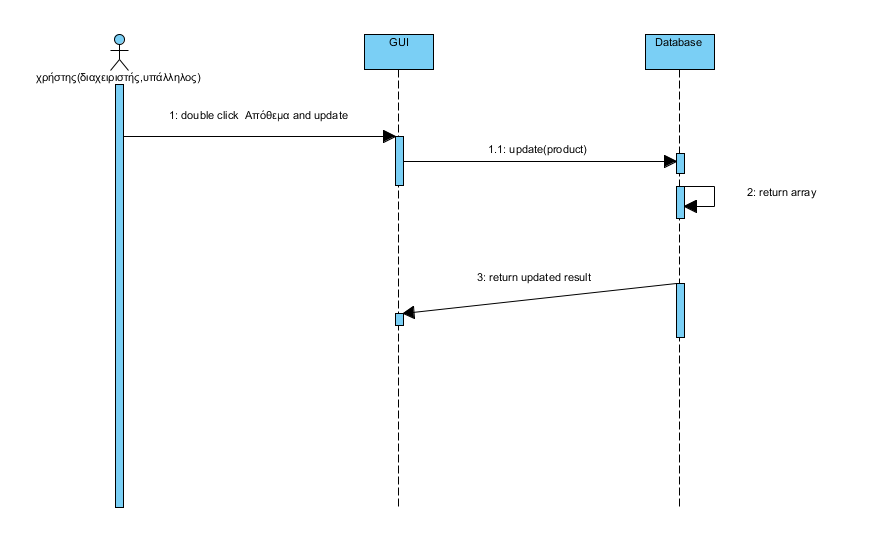 GUI
Database
χρήστης(διαχειριστής,υπάλληλος)
1: double click  Απόθεμα and update
1.1: update(product)
2: return array
3: return updated result